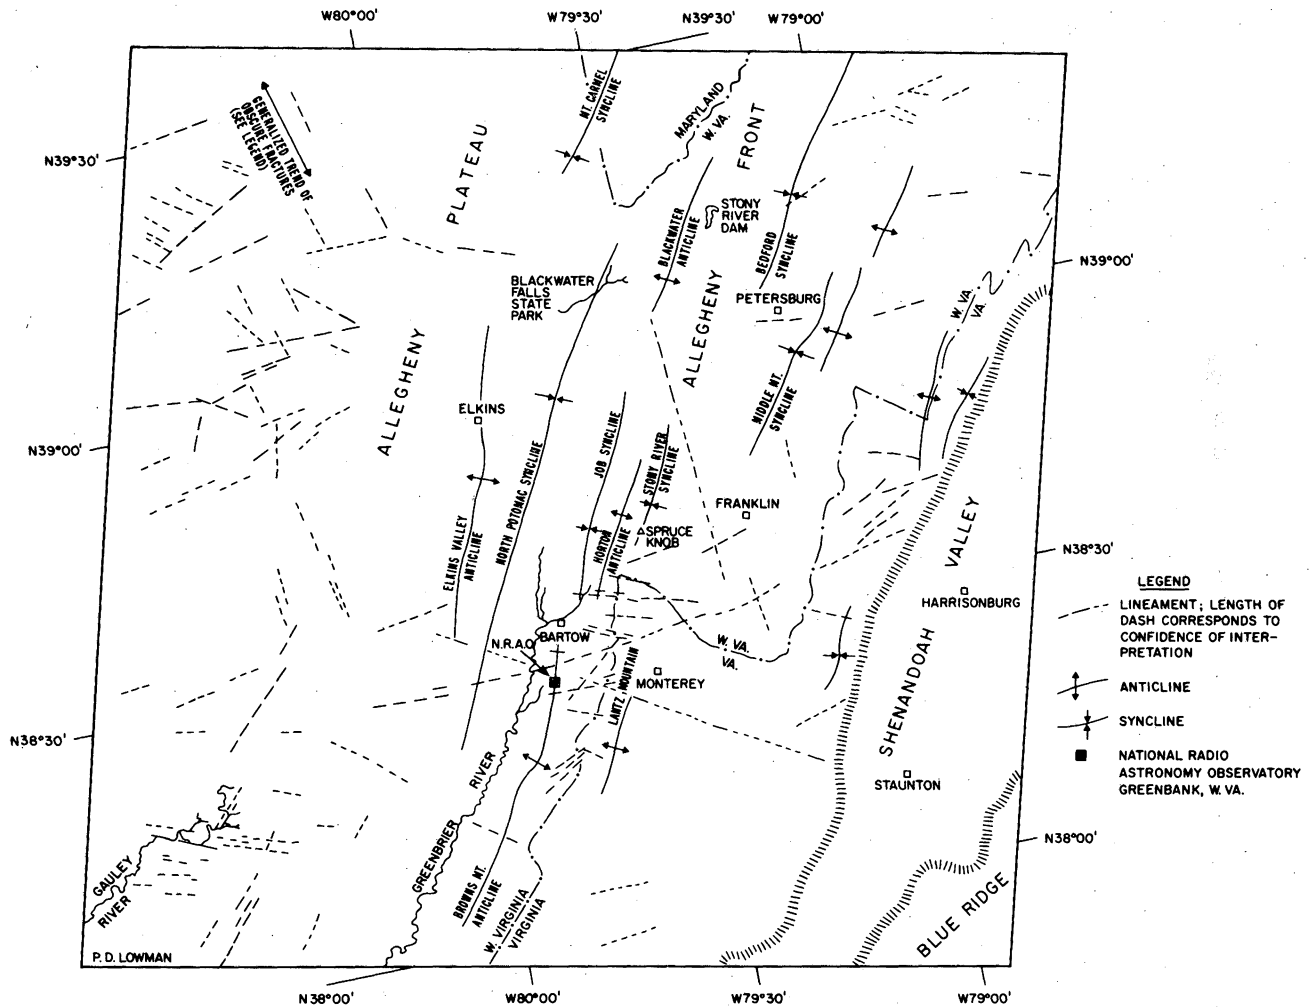 W80°00'
W79°30'
N39°30'
W79°00'
GENERALIZED TREND OF
OBSCURE FRACTURES
(SEE LEGEND)
MT. CARMEL
SYNCLINE
MARYLAND
W. VA.
N39°30'
PLATEAU
FRONT
STONY
RIVER
DAM
BLACKWATER
ANTICLINE
BEDFORD
SYNCLINE
N39°00'
BLACKWATER
FALLS
STATE
PARK
PETERSBURG
W. VA.
VA.
ALLEGHENY
ALLEGHENY
MIDDLE MT.
SYNCLINE
ELKINS
N39°00'
JOB SYNCLINE
STONY RIVER
SYNCLINE
NORTH POTOMAC SYNCLINE
FRANKLIN
SPRUCE
KNOB
HORTON
ANTICLINE
ELKINS VALLEY
ANTICLINE
VALLEY
N38°30'
HARRISONBURG
BARTOW
N.R.A.O.
W. VA.
VA.
MONTEREY
LANTZ MOUNTAIN
SHENANDOAH
N38°30'
STAUNTON
RIVER
GREENBRIER
N38°00'
GAULEY
RIVER
BROWNS MT.
ANTICLINE
W. VIRGINIA
VIRGINIA
BLUE RIDGE
P. D. LOWMAN
N38°00'
W80°00'
W79°30'
W79°00'
LEGEND
LINEAMENT; LENGTH OF
DASH CORRESPONDS TO
CONFIDENCE OF INTER-
PRETATION
ANTICLINE
SYNCLINE
NATIONAL RADIO
ASTRONOMY OBSERVATORY
GREENBANK, W. VA.